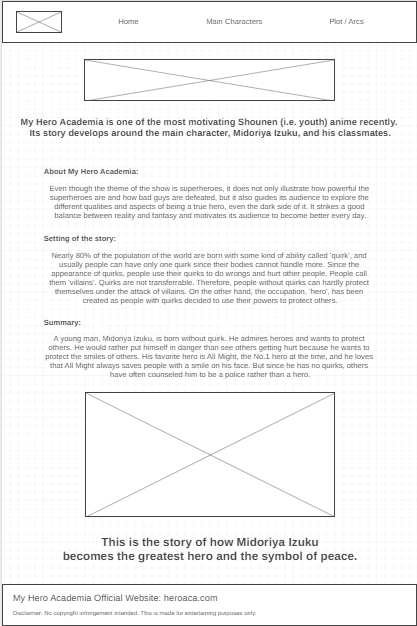 Home Main Characters Plot / Arcs
My Hero Academia is one of the most motivating Shounen (i.e. youth) anime recently.
Its story develops around the main character, Midoriya Izuku, and his classmates.
About My Hero Academia:
Even though the theme of the show is superheroes, it does not only illustrate how powerful the
superheroes are and how bad guys are defeated, but it also guides its audience to explore the
different qualities and aspects of being a true hero, even the dark side of it. It strikes a good
balance between reality and fantasy and motivates its audience to become better every day.
Setting of the story:
Nearly 80% of the population of the world are born with some kind of ability called 'quirk', and
usually people can have only one quirk since their bodies cannot handle more. Since the
appearance of quirks, people use their quirks to do wrongs and hurt other people. People call
them 'villains'. Quirks are not transferrable. Therefore, people without quirks can hardly protect
themselves under the attack of villains. On the other hand, the occupation, 'hero', has been
created as people with quirks decided to use their powers to protect others.
Summary:
A young man, Midoriya Izuku, is born without quirk. He admires heroes and wants to protect
others. He would rather put himself in danger than see others getting hurt because he wants to
protect the smiles of others. His favorite hero is All Might, the No.1 hero at the time, and he loves
that All Might always saves people with a smile on his face. But since he has no quirks, others
have often counseled him to be a police rather than a hero.
This is the story of how Midoriya Izuku
becomes the greatest hero and the symbol of peace.
My Hero Academia Official Website: heroaca.com
Disclaimer: No copyright infringement intended. This is made for entertaining purposes only.